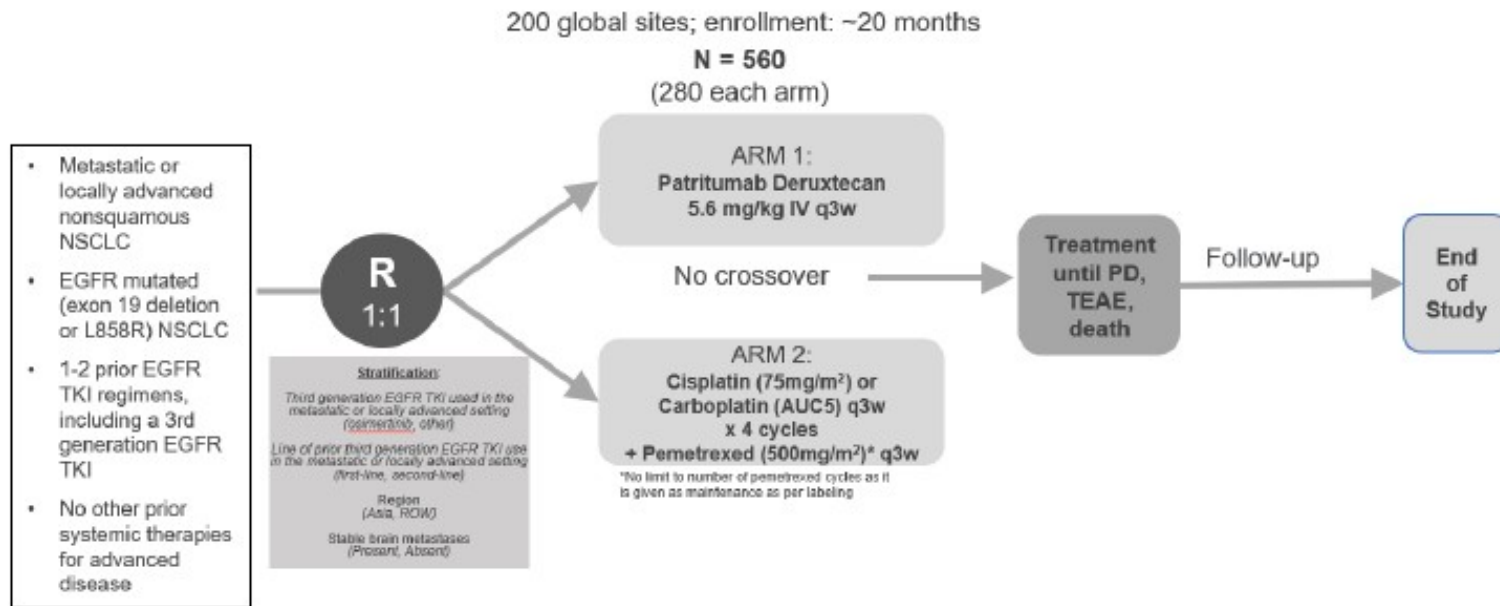 200 global sites; enrollment: ~20 months
N = 560
(280 each arm)
• Metastatic or
locally advanced
nonsquamous
NSCLC
• EGFR mutated
(exon 19 deletion
or L858R) NSCLC
• 1-2 prior EGFR
TKI regimens,
including a 3rd
generation EGFR
TKI
• No other prior
systemic therapies
for advanced
disease
R
1:1
Stratification:
Third generation EGFR TKI used in the
metastatic or locally advanced setting
(osimertinib, other)
Line of prior third generation EGFR TKI use
in the metastatic or locally advanced setting
(first-line, second-line)
Region
(Asia, ROW)
Stable brain metastases
(Present, Absent)
ARM 1:
Patritumab Deruxtecan
5.6 mg/kg IV q3w
No crossover
ARM 2:
Cisplatin (75mg/m²) or
Carboplatin (AUC5) q3w
x 4 cycles
+ Pemetrexed (500mg/m²)* q3w
*No limit to number of pemetrexed cycles as it
is given as maintenance as per labeling
Treatment
until PD,
TEAE,
death
Follow-up
End
of
Study